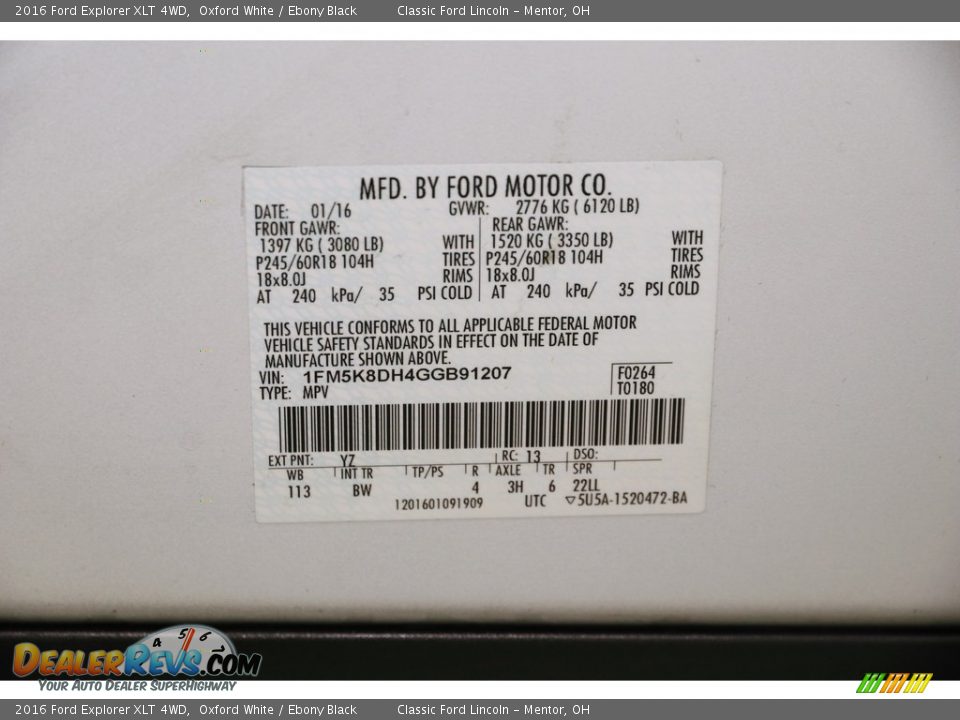 2016 Ford Explorer XLT 4WD, Oxford White / Ebony Black Classic Ford Lincoln - Mentor, OH
MFD. BY FORD MOTOR CO.
DATE: 01/16 GVWR: 2776 KG ( 6120 LB)
FRONT GAWR: REAR GAWR:
1397 KG ( 3080 LB) WITH 1520 KG ( 3350 LB) WITH
P245/60R18 104H TIRES P245/60R18 104H TIRES
18x8.0J RIMS 18x8.0J RIMS
AT 240 kPa/ 35 PSI COLD AT 240 kPa/ 35 PSI COLD
THIS VEHICLE CONFORMS TO ALL APPLICABLE FEDERAL MOTOR
VEHICLE SAFETY STANDARDS IN EFFECT ON THE DATE OF
MANUFACTURE SHOWN ABOVE.
VIN: 1FM5K8DH4GGB91207 F0264
TYPE: MPV T0180
EXT PNT: YZ RC: 13 DSO:
WB INT TR TP/PS R AXLE TR SPR
113 BW 4 3H 6 22LL
1201601091909 UTC ▽5U5A-1520472-BA
4 5 6
DEALERREVS.COM
YOUR AUTO DEALER SUPERHIGHWAY
2016 Ford Explorer XLT 4WD, Oxford White / Ebony Black Classic Ford Lincoln - Mentor, OH